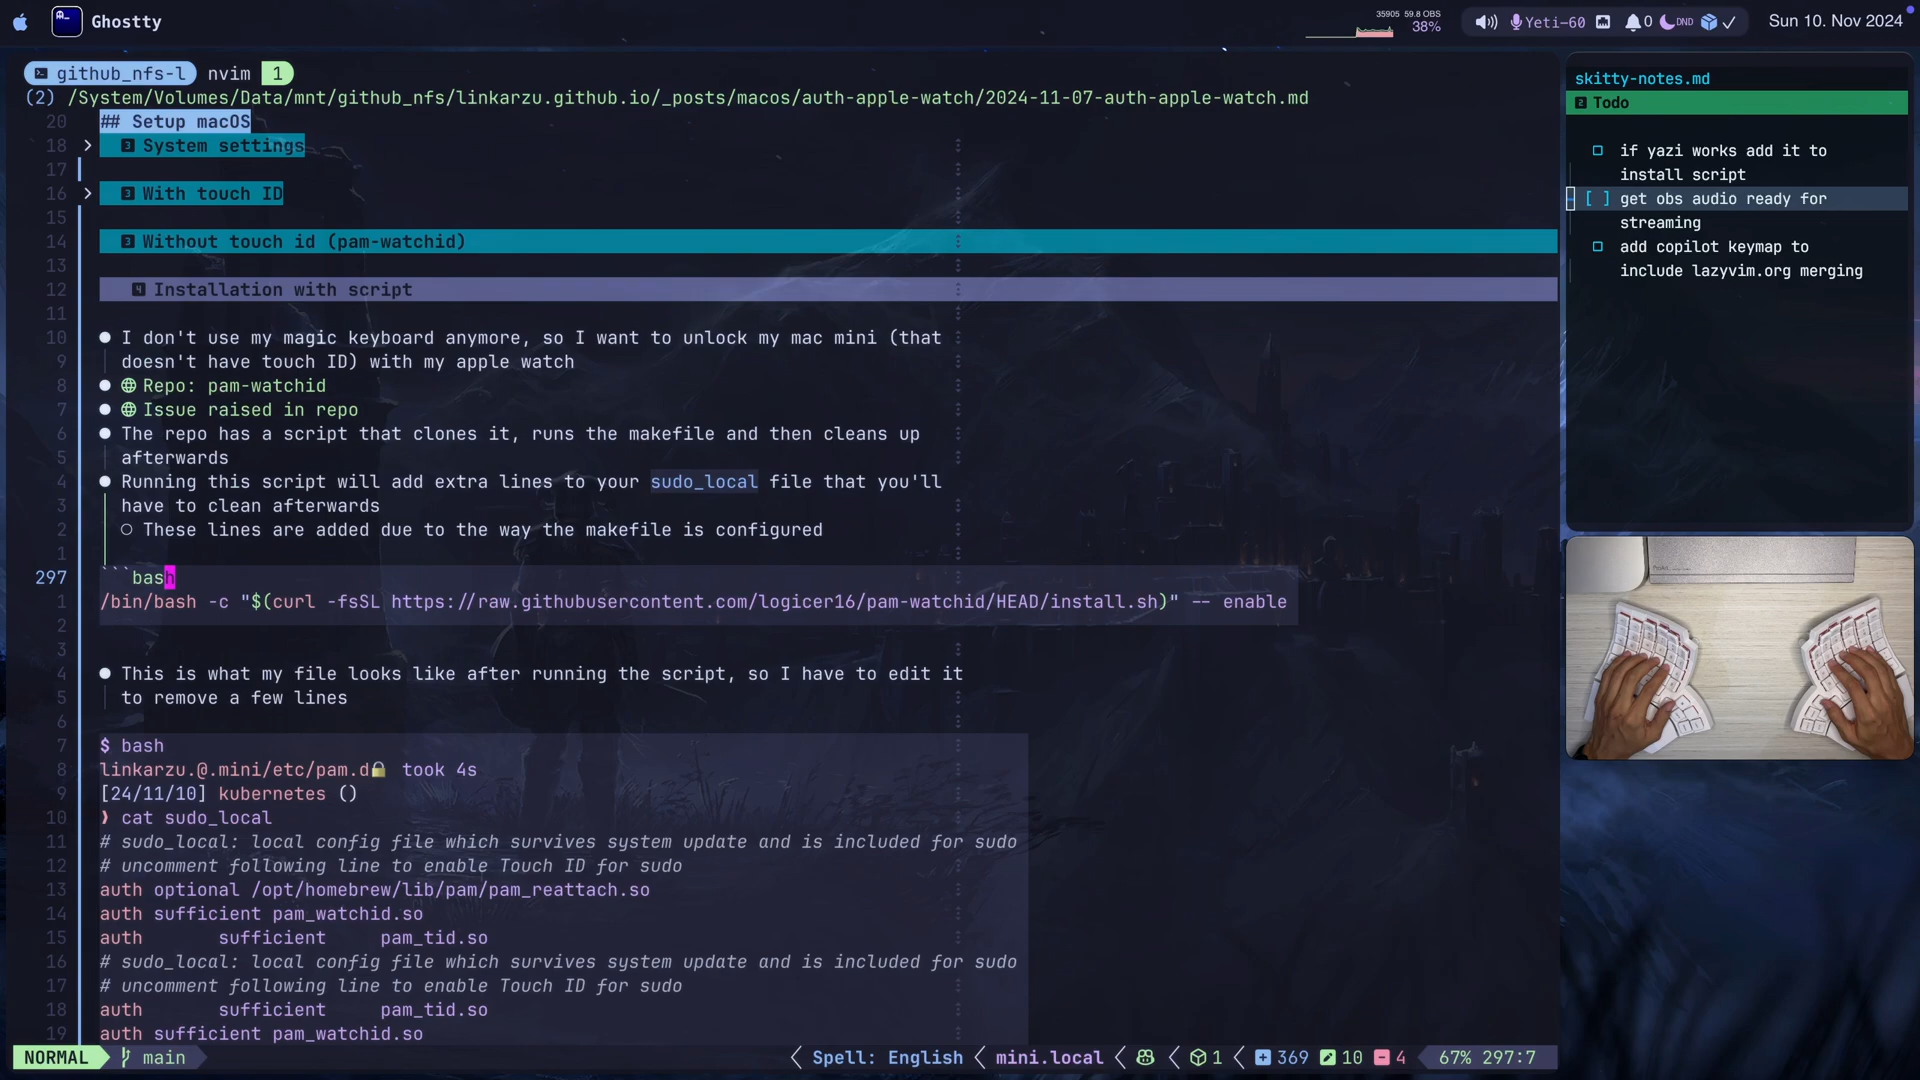 Ghostty
35905 59.8 OBS
38%
Yeti-60
0
DND
Sun 10. Nov 2024
github_nfs-l nvim 1
(2) /System/Volumes/Data/mnt/github_nfs/linkarzu.github.io/_posts/macos/auth-apple-watch/2024-11-07-auth-apple-watch.md
20 ## Setup macOS
18 > 3 System settings
17
16 > 3 With touch ID
15
14 3 Without touch id (pam-watchid)
13
12 4 Installation with script
11
10 ● I don't use my magic keyboard anymore, so I want to unlock my mac mini (that
9 doesn't have touch ID) with my apple watch
8 ● Repo: pam-watchid
7 ● Issue raised in repo
6 ● The repo has a script that clones it, runs the makefile and then cleans up
5 afterwards
4 ● Running this script will add extra lines to your sudo_local file that you'll
3 have to clean afterwards
2 ○ These lines are added due to the way the makefile is configured
1
297 ```bash
1 /bin/bash -c "$(curl -fsSL https://raw.githubusercontent.com/logicer16/pam-watchid/HEAD/install.sh)" -- enable
2
3
4 ● This is what my file looks like after running the script, so I have to edit it
5 to remove a few lines
6
7 $ bash
8 linkarzu.@.mini/etc/pam.d🔒 took 4s
9 [24/11/10] kubernetes ()
10 ❯ cat sudo_local
11 # sudo_local: local config file which survives system update and is included for sudo
12 # uncomment following line to enable Touch ID for sudo
13 auth optional /opt/homebrew/lib/pam/pam_reattach.so
14 auth sufficient pam_watchid.so
15 auth       sufficient     pam_tid.so
16 # sudo_local: local config file which survives system update and is included for sudo
17 # uncomment following line to enable Touch ID for sudo
18 auth       sufficient     pam_tid.so
19 auth sufficient pam_watchid.so
NORMAL main Spell: English mini.local 1 369 10 4 67% 297:7
skitty-notes.md
2 Todo
if yazi works add it to
install script
[ ] get obs audio ready for
streaming
add copilot keymap to
include lazyvim.org merging